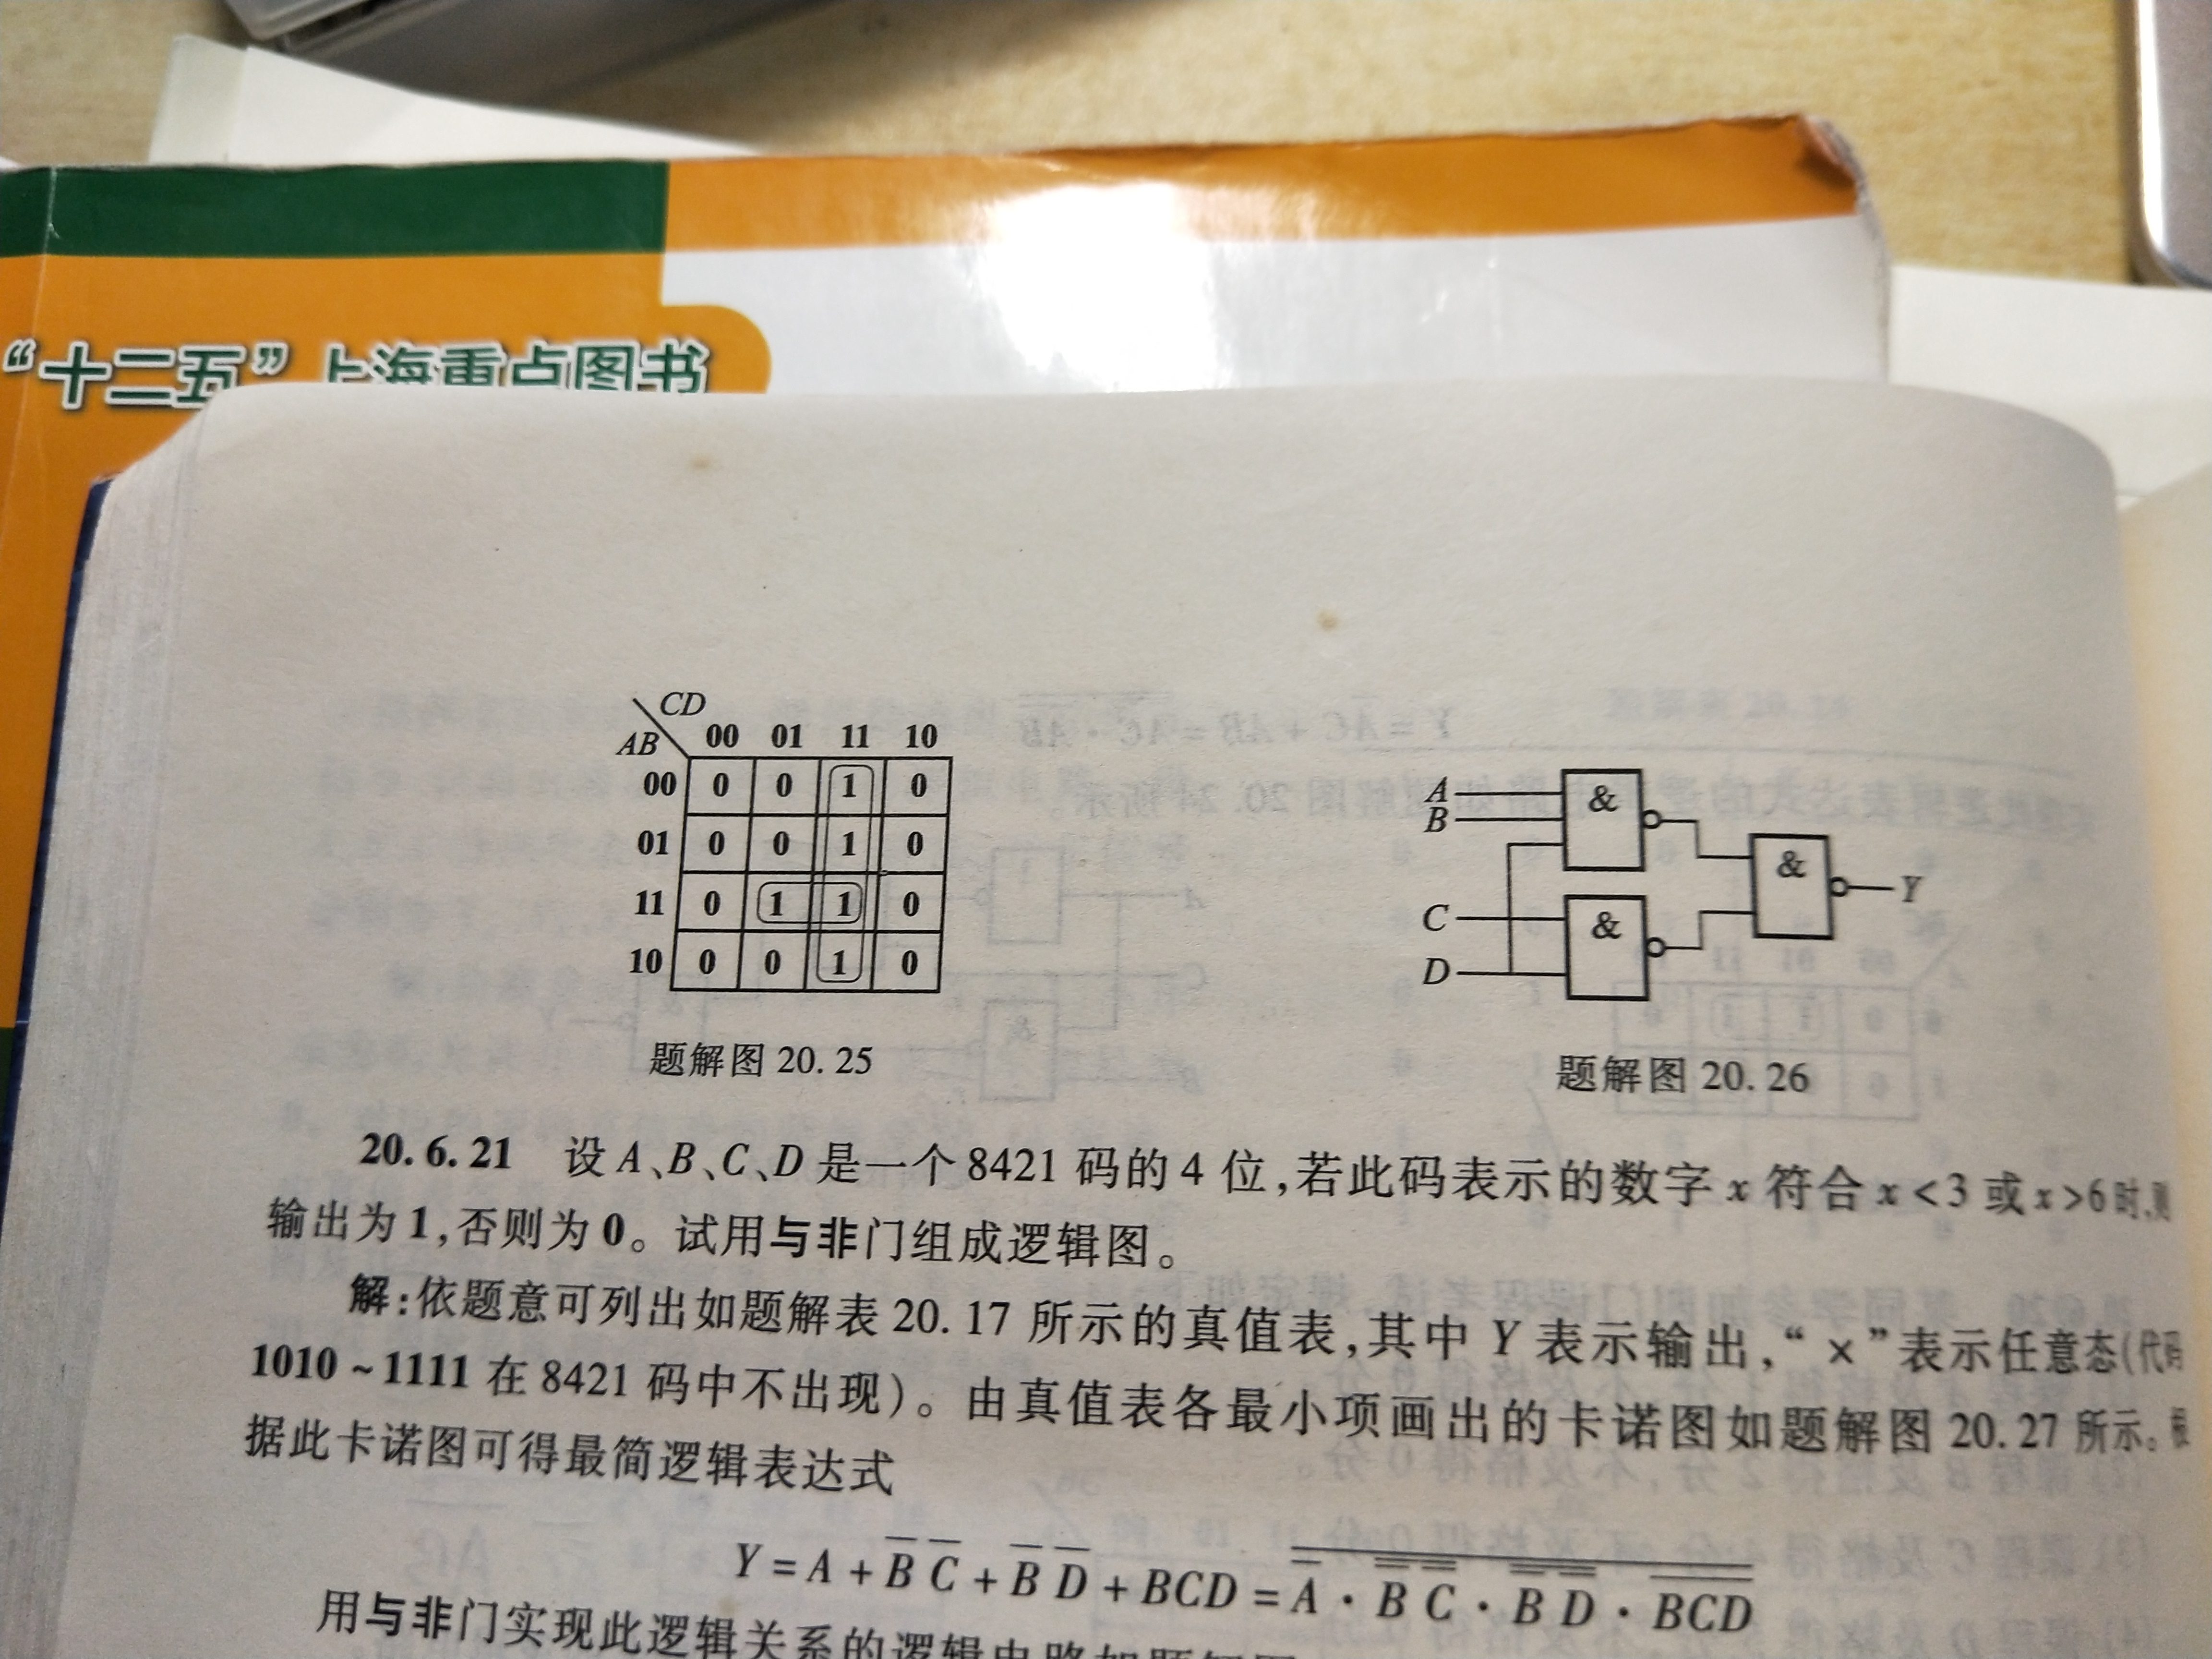 “十二五”上海重点图书
CD
AB 00 01 11 10
00 0 0 1 0
01 0 0 1 0
11 0 1 1 0
10 0 0 1 0
题解图 20.25
A
B
C
D
&
&
&
Y
题解图 20.26
20.6.21 设 A、B、C、D 是一个 8421 码的 4 位,若此码表示的数字 x 符合 x<3 或 x>6 时,则
输出为 1,否则为 0。试用与非门组成逻辑图。
解:依题意可列出如题解表 20.17 所示的真值表,其中 Y 表示输出,“×”表示任意态(代码
1010~1111 在 8421 码中不出现)。由真值表各最小项画出的卡诺图如题解图 20.27 所示。根
据此卡诺图可得最简逻辑表达式
Y = A + B̅ C̅ + B̅ D̅ + BCD = \overline{\overline{A} · \overline{\overline{B} \overline{C}} · \overline{\overline{B} \overline{D}} · \overline{BCD}}
用与非门实现此逻辑关系的逻辑电路如题解图